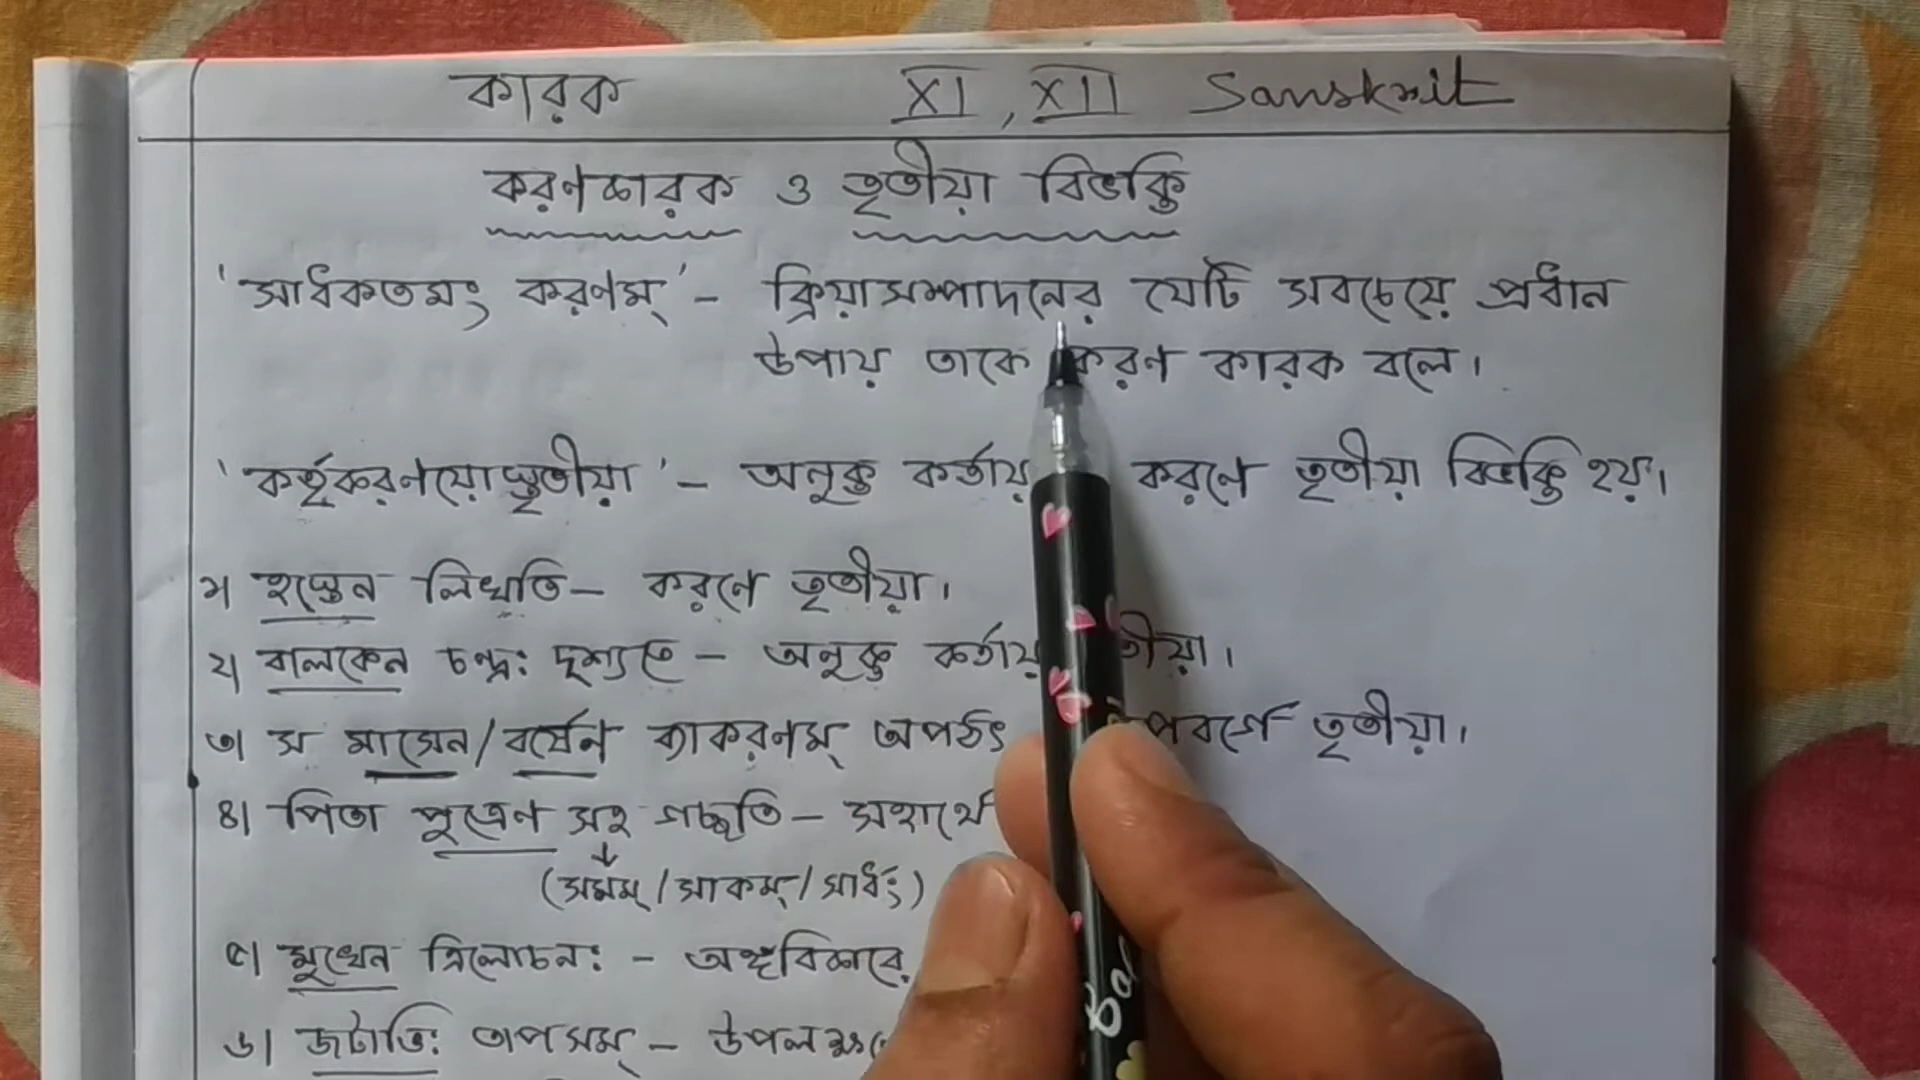 কারক XI, XII Sanskrit
করণকারক ও তৃতীয়া বিভক্তি
'সাধকতমং করণম্' - ক্রিয়াসম্পাদনের যেটি সবচেয়ে প্রধান
উপায় তাকে করণ কারক বলে।
'কর্তৃকরণয়োস্তৃতীয়া' - অনুক্ত কর্তায় করণে তৃতীয়া বিভক্তি হয়।
১। হস্তেন লিখতি - করণে তৃতীয়া।
২। বালকেন চন্দ্রঃ দৃশ্যতে - অনুক্ত কর্তায় তীয়া।
৩। স মাসেন/বর্ষেণ ব্যাকরণম্ অপঠৎ পবর্গে তৃতীয়া।
৪। পিতা পুত্রেণ সহ গচ্ছতি - সহার্থে
(সমম্/সাকম্/সার্ধং)
৫। মুখেন ত্রিলোচনঃ - অঙ্গবিকারে
৬। জটাভিঃ তাপসম্ -
Bal